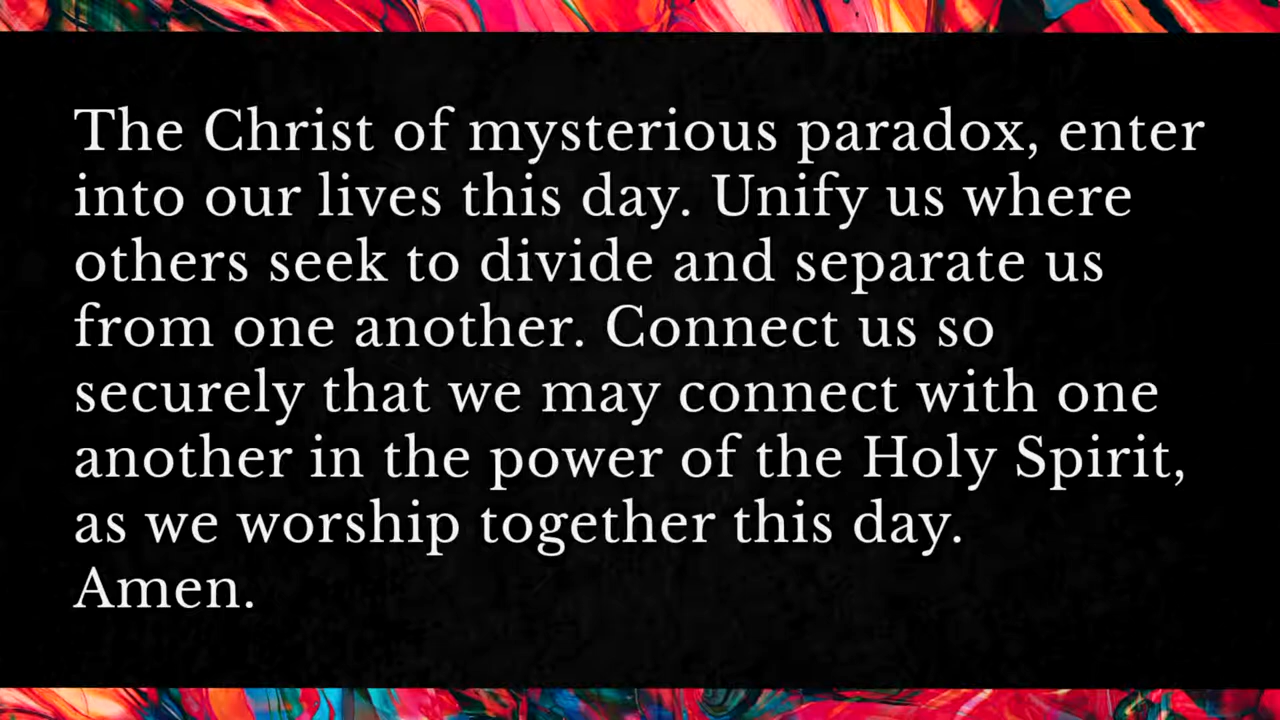 The Christ of mysterious paradox, enter
into our lives this day. Unify us where
others seek to divide and separate us
from one another. Connect us so
securely that we may connect with one
another in the power of the Holy Spirit,
as we worship together this day.
Amen.